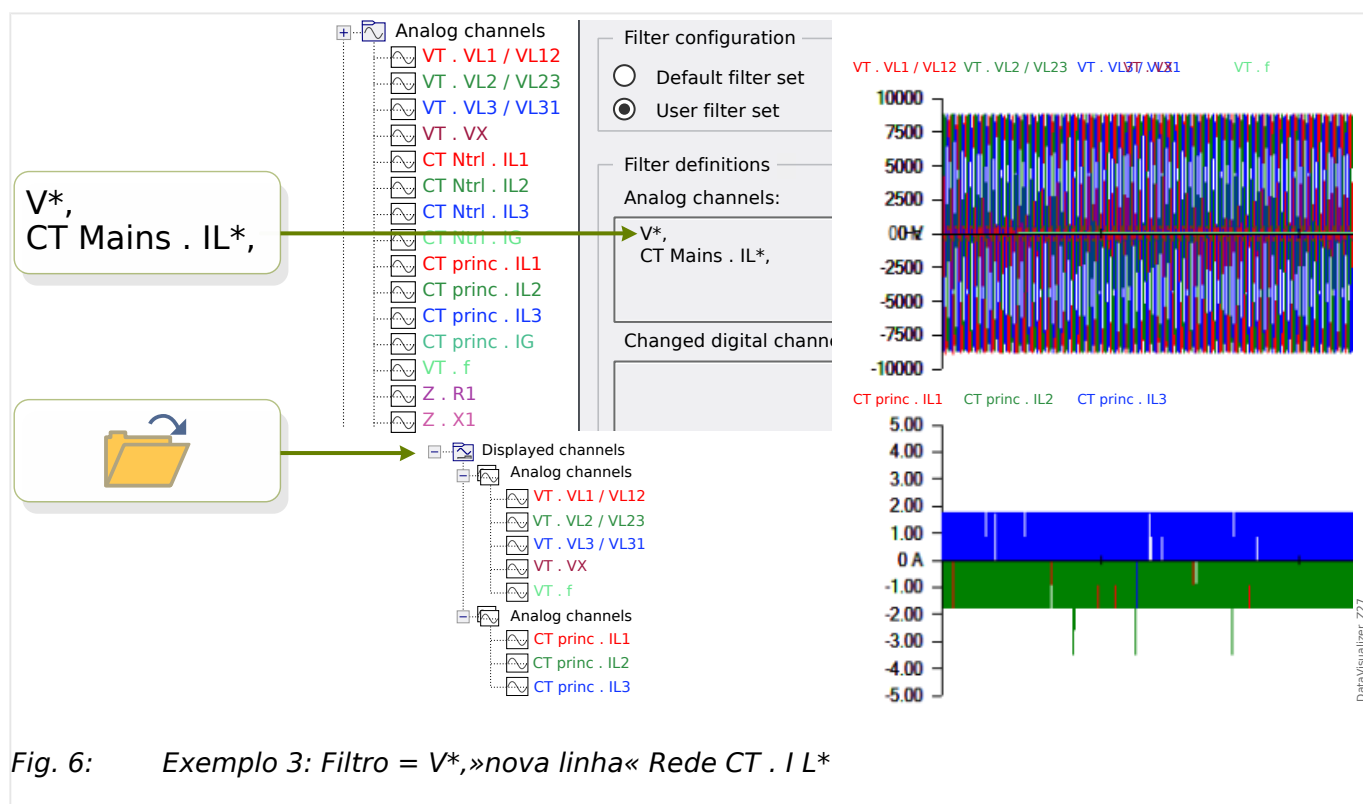 V*,
CT Mains . IL*,
Analog channels
VT . VL1 / VL12
VT . VL2 / VL23
VT . VL3 / VL31
VT . VX
CT Ntrl . IL1
CT Ntrl . IL2
CT Ntrl . IL3
CT Ntrl . IG
CT princ . IL1
CT princ . IL2
CT princ . IL3
CT princ . IG
VT . f
Z . R1
Z . X1
Filter configuration
Default filter set
User filter set
Filter definitions
Analog channels:
V*,
CT Mains . IL*,
Changed digital chann
Displayed channels
Analog channels
VT . VL1 / VL12
VT . VL2 / VL23
VT . VL3 / VL31
VT . VX
VT . f
Analog channels
CT princ . IL1
CT princ . IL2
CT princ . IL3
VT . VL1 / VL12 VT . VL2 / VL23 VT . VL3 / VL31 VT . VX VT . f
10000
7500
5000
2500
-2500
-5000
-7500
-10000
CT princ . IL1 CT princ . IL2 CT princ . IL3
5.00
4.00
3.00
2.00
1.00
0 A
-1.00
-2.00
-3.00
-4.00
-5.00
DataVisualizer_Z27
Fig. 6: Exemplo 3: Filtro = V*,»nova linha« Rede CT . I L*